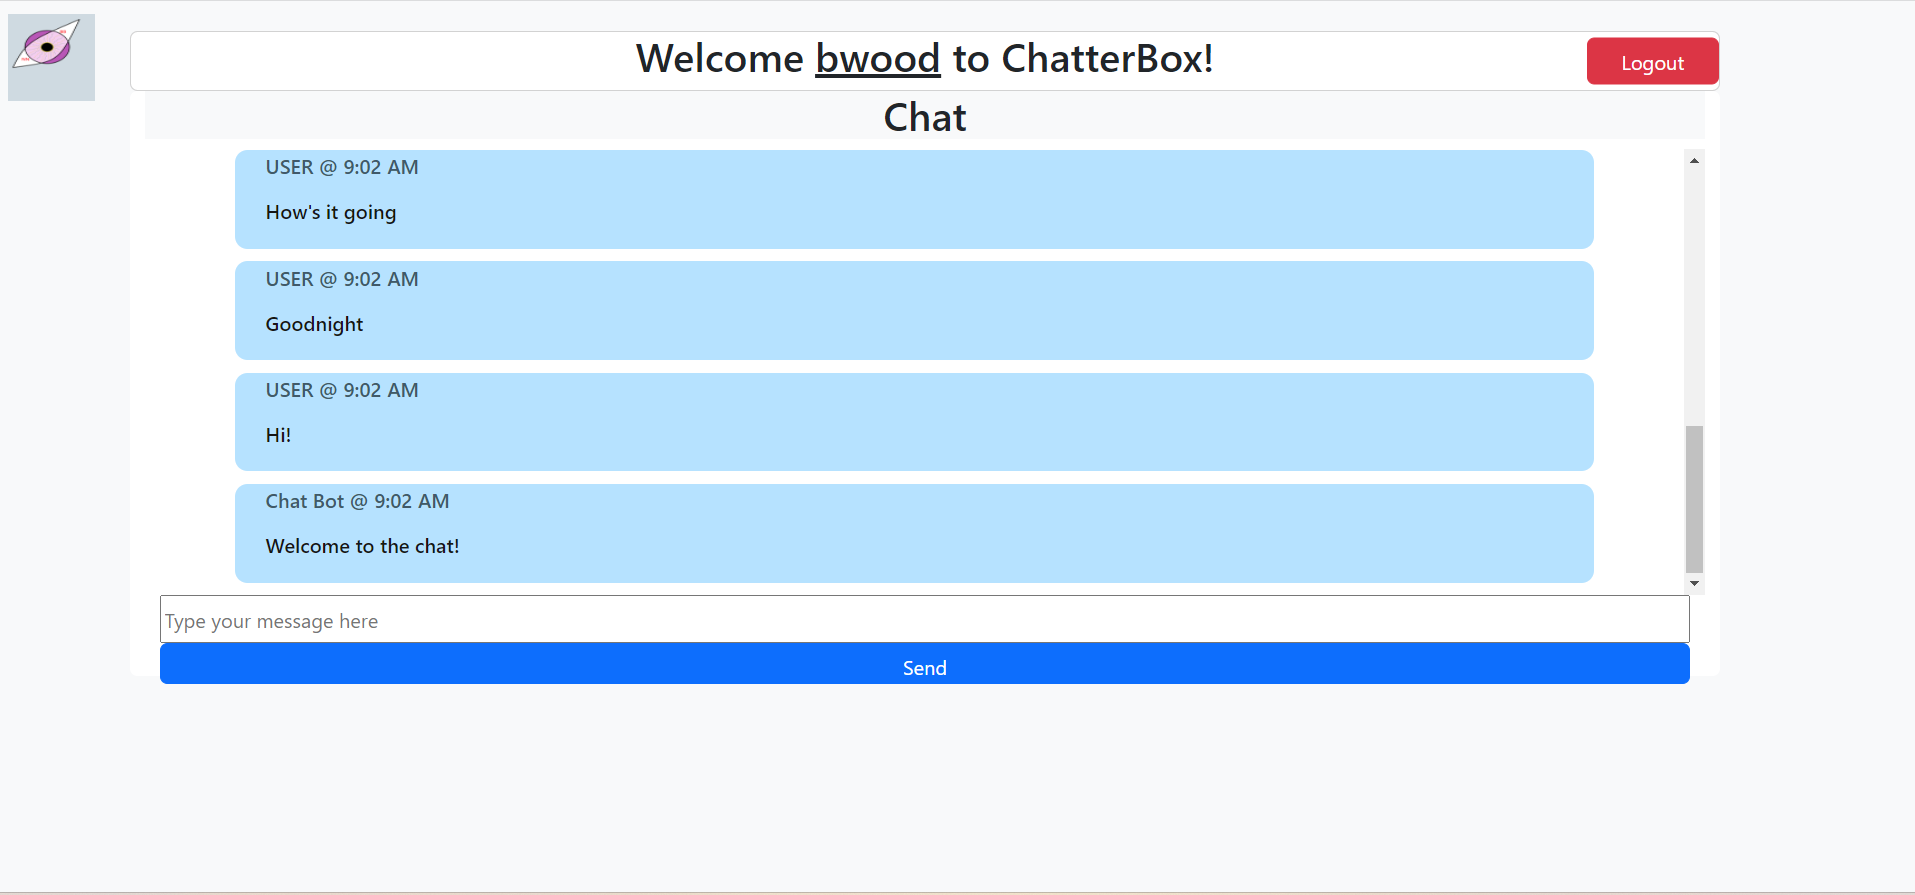 Welcome bwood to ChatterBox!
Logout
Chat
USER @ 9:02 AM
How's it going
USER @ 9:02 AM
Goodnight
USER @ 9:02 AM
Hi!
Chat Bot @ 9:02 AM
Welcome to the chat!
Type your message here
Send